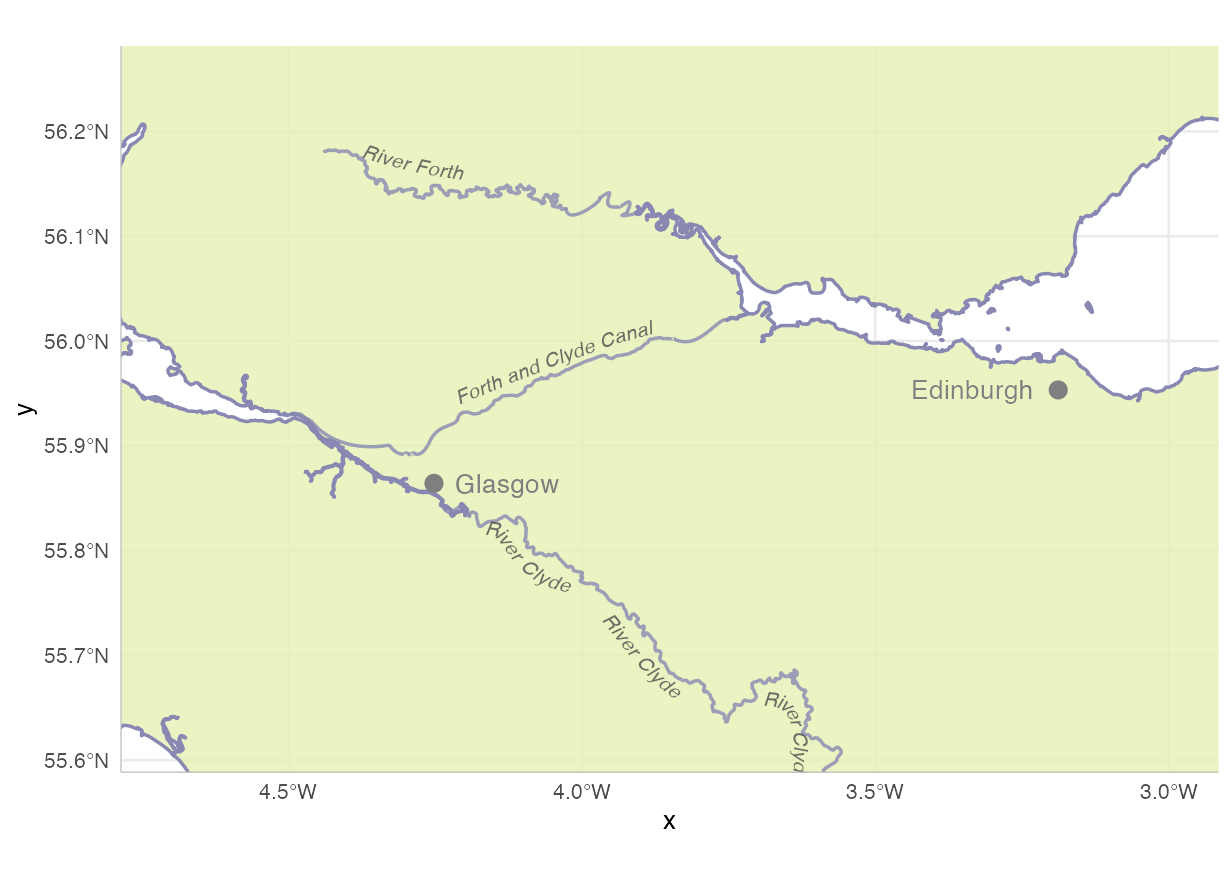 56.2°N
River Forth
56.1°N
56.0°N
Forth and Clyde Canal
Edinburgh
y
55.9°N
Glasgow
River Clyde
55.8°N
River Clyde
55.7°N
River Clyd
55.6°N
4.5°W 4.0°W 3.5°W 3.0°W
x